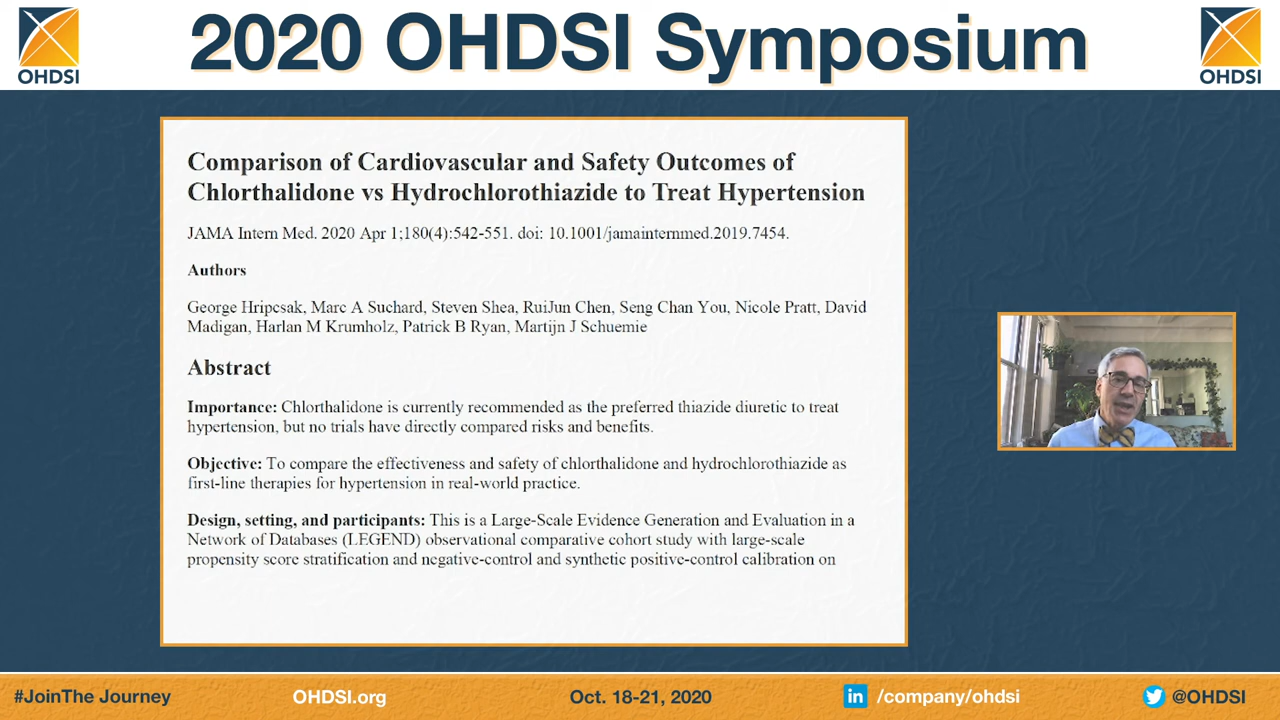 2020 OHDSI Symposium
OHDSI
OHDSI
Comparison of Cardiovascular and Safety Outcomes of
Chlorthalidone vs Hydrochlorothiazide to Treat Hypertension
JAMA Intern Med. 2020 Apr 1;180(4):542-551. doi: 10.1001/jamainternmed.2019.7454.
Authors
George Hripcsak, Marc A Suchard, Steven Shea, RuiJun Chen, Seng Chan You, Nicole Pratt, David
Madigan, Harlan M Krumholz, Patrick B Ryan, Martijn J Schuemie
Abstract
Importance: Chlorthalidone is currently recommended as the preferred thiazide diuretic to treat
hypertension, but no trials have directly compared risks and benefits.
Objective: To compare the effectiveness and safety of chlorthalidone and hydrochlorothiazide as
first-line therapies for hypertension in real-world practice.
Design, setting, and participants: This is a Large-Scale Evidence Generation and Evaluation in a
Network of Databases (LEGEND) observational comparative cohort study with large-scale
propensity score stratification and negative-control and synthetic positive-control calibration on
#JoinThe Journey
OHDSI.org
Oct. 18-21, 2020
in /company/ohdsi
@OHDSI